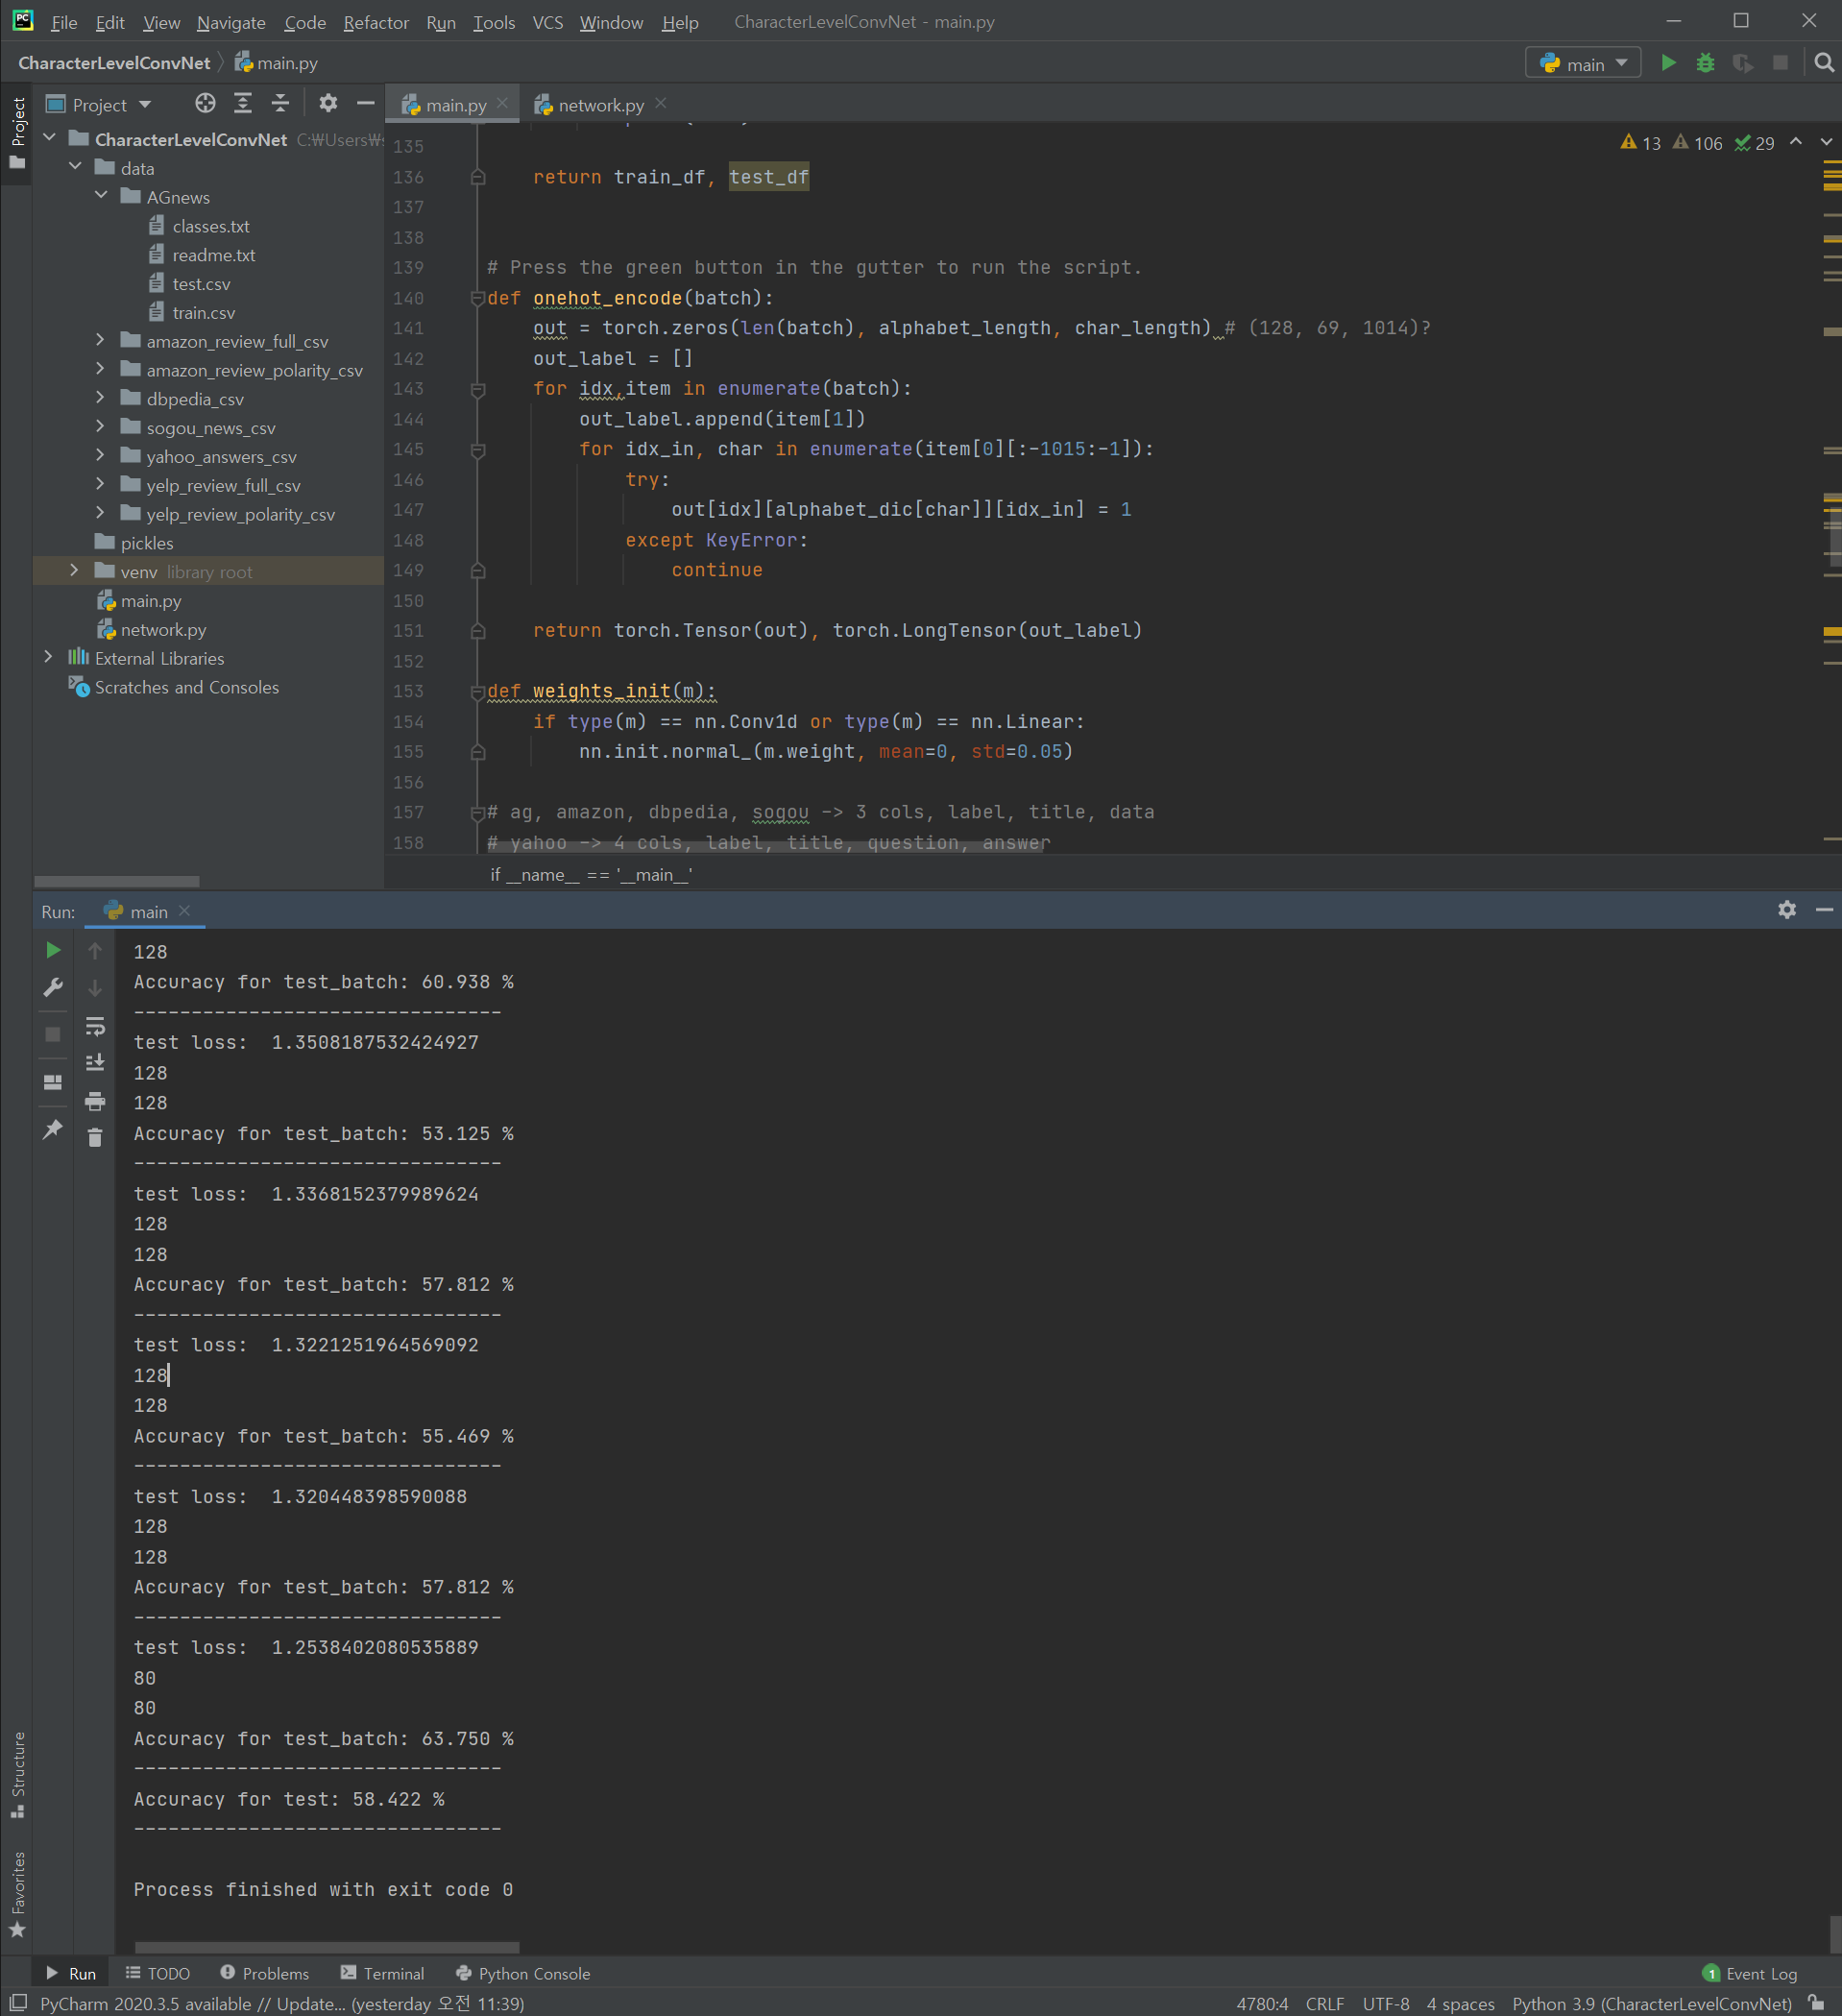 File Edit View Navigate Code Refactor Run Tools VCS Window Help CharacterLevelConvNet - main.py
CharacterLevelConvNet main.py main
Project
Project
main.py network.py
CharacterLevelConvNet C:₩Users₩
data
AGnews
classes.txt
readme.txt
test.csv
train.csv
amazon_review_full_csv
amazon_review_polarity_csv
dbpedia_csv
sogou_news_csv
yahoo_answers_csv
yelp_review_full_csv
yelp_review_polarity_csv
pickles
venv library root
main.py
network.py
External Libraries
Scratches and Consoles
13 106 29
135
136 return train_df, test_df
137
138
139 # Press the green button in the gutter to run the script.
140 def onehot_encode(batch):
141 out = torch.zeros(len(batch), alphabet_length, char_length) # (128, 69, 1014)?
142 out_label = []
143 for idx,item in enumerate(batch):
144 out_label.append(item[1])
145 for idx_in, char in enumerate(item[0][:-1015:-1]):
146 try:
147 out[idx][alphabet_dic[char]][idx_in] = 1
148 except KeyError:
149 continue
150
151 return torch.Tensor(out), torch.LongTensor(out_label)
152
153 def weights_init(m):
154 if type(m) == nn.Conv1d or type(m) == nn.Linear:
155 nn.init.normal_(m.weight, mean=0, std=0.05)
156
157 # ag, amazon, dbpedia, sogou -> 3 cols, label, title, data
158 # yahoo -> 4 cols, label, title, question, answer
if __name__ == '__main__'
Run: main
128
Accuracy for test_batch: 60.938 %
--------------------------------
test loss:  1.3508187532424927
128
128
Accuracy for test_batch: 53.125 %
--------------------------------
test loss:  1.3368152379989624
128
128
Accuracy for test_batch: 57.812 %
--------------------------------
test loss:  1.3221251964569092
128
128
Accuracy for test_batch: 55.469 %
--------------------------------
test loss:  1.320448398590088
128
128
Accuracy for test_batch: 57.812 %
--------------------------------
test loss:  1.2538402080535889
80
80
Accuracy for test_batch: 63.750 %
--------------------------------
Accuracy for test: 58.422 %
--------------------------------
Process finished with exit code 0
Structure
Favorites
Run TODO Problems Terminal Python Console 1 Event Log
PyCharm 2020.3.5 available // Update... (yesterday 오전 11:39) 4780:4 CRLF UTF-8 4 spaces Python 3.9 (CharacterLevelConvNet)